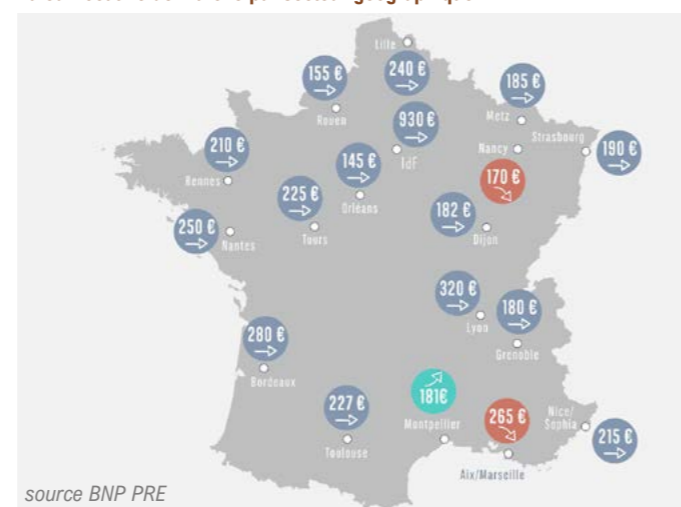 Lille
155 €
240 €
185 €
Rouen
930 €
Metz
Strasbourg
210 €
IdF
Nancy
190 €
145 €
170 €
Rennes
Orléans
225 €
182 €
250 €
Tours
Dijon
Nantes
320 €
180 €
Lyon
280 €
Grenoble
Bordeaux
181€
227 €
265 €
Nice/
Sophia
Montpellier
215 €
Toulouse
Aix/Marseille
source BNP PRE